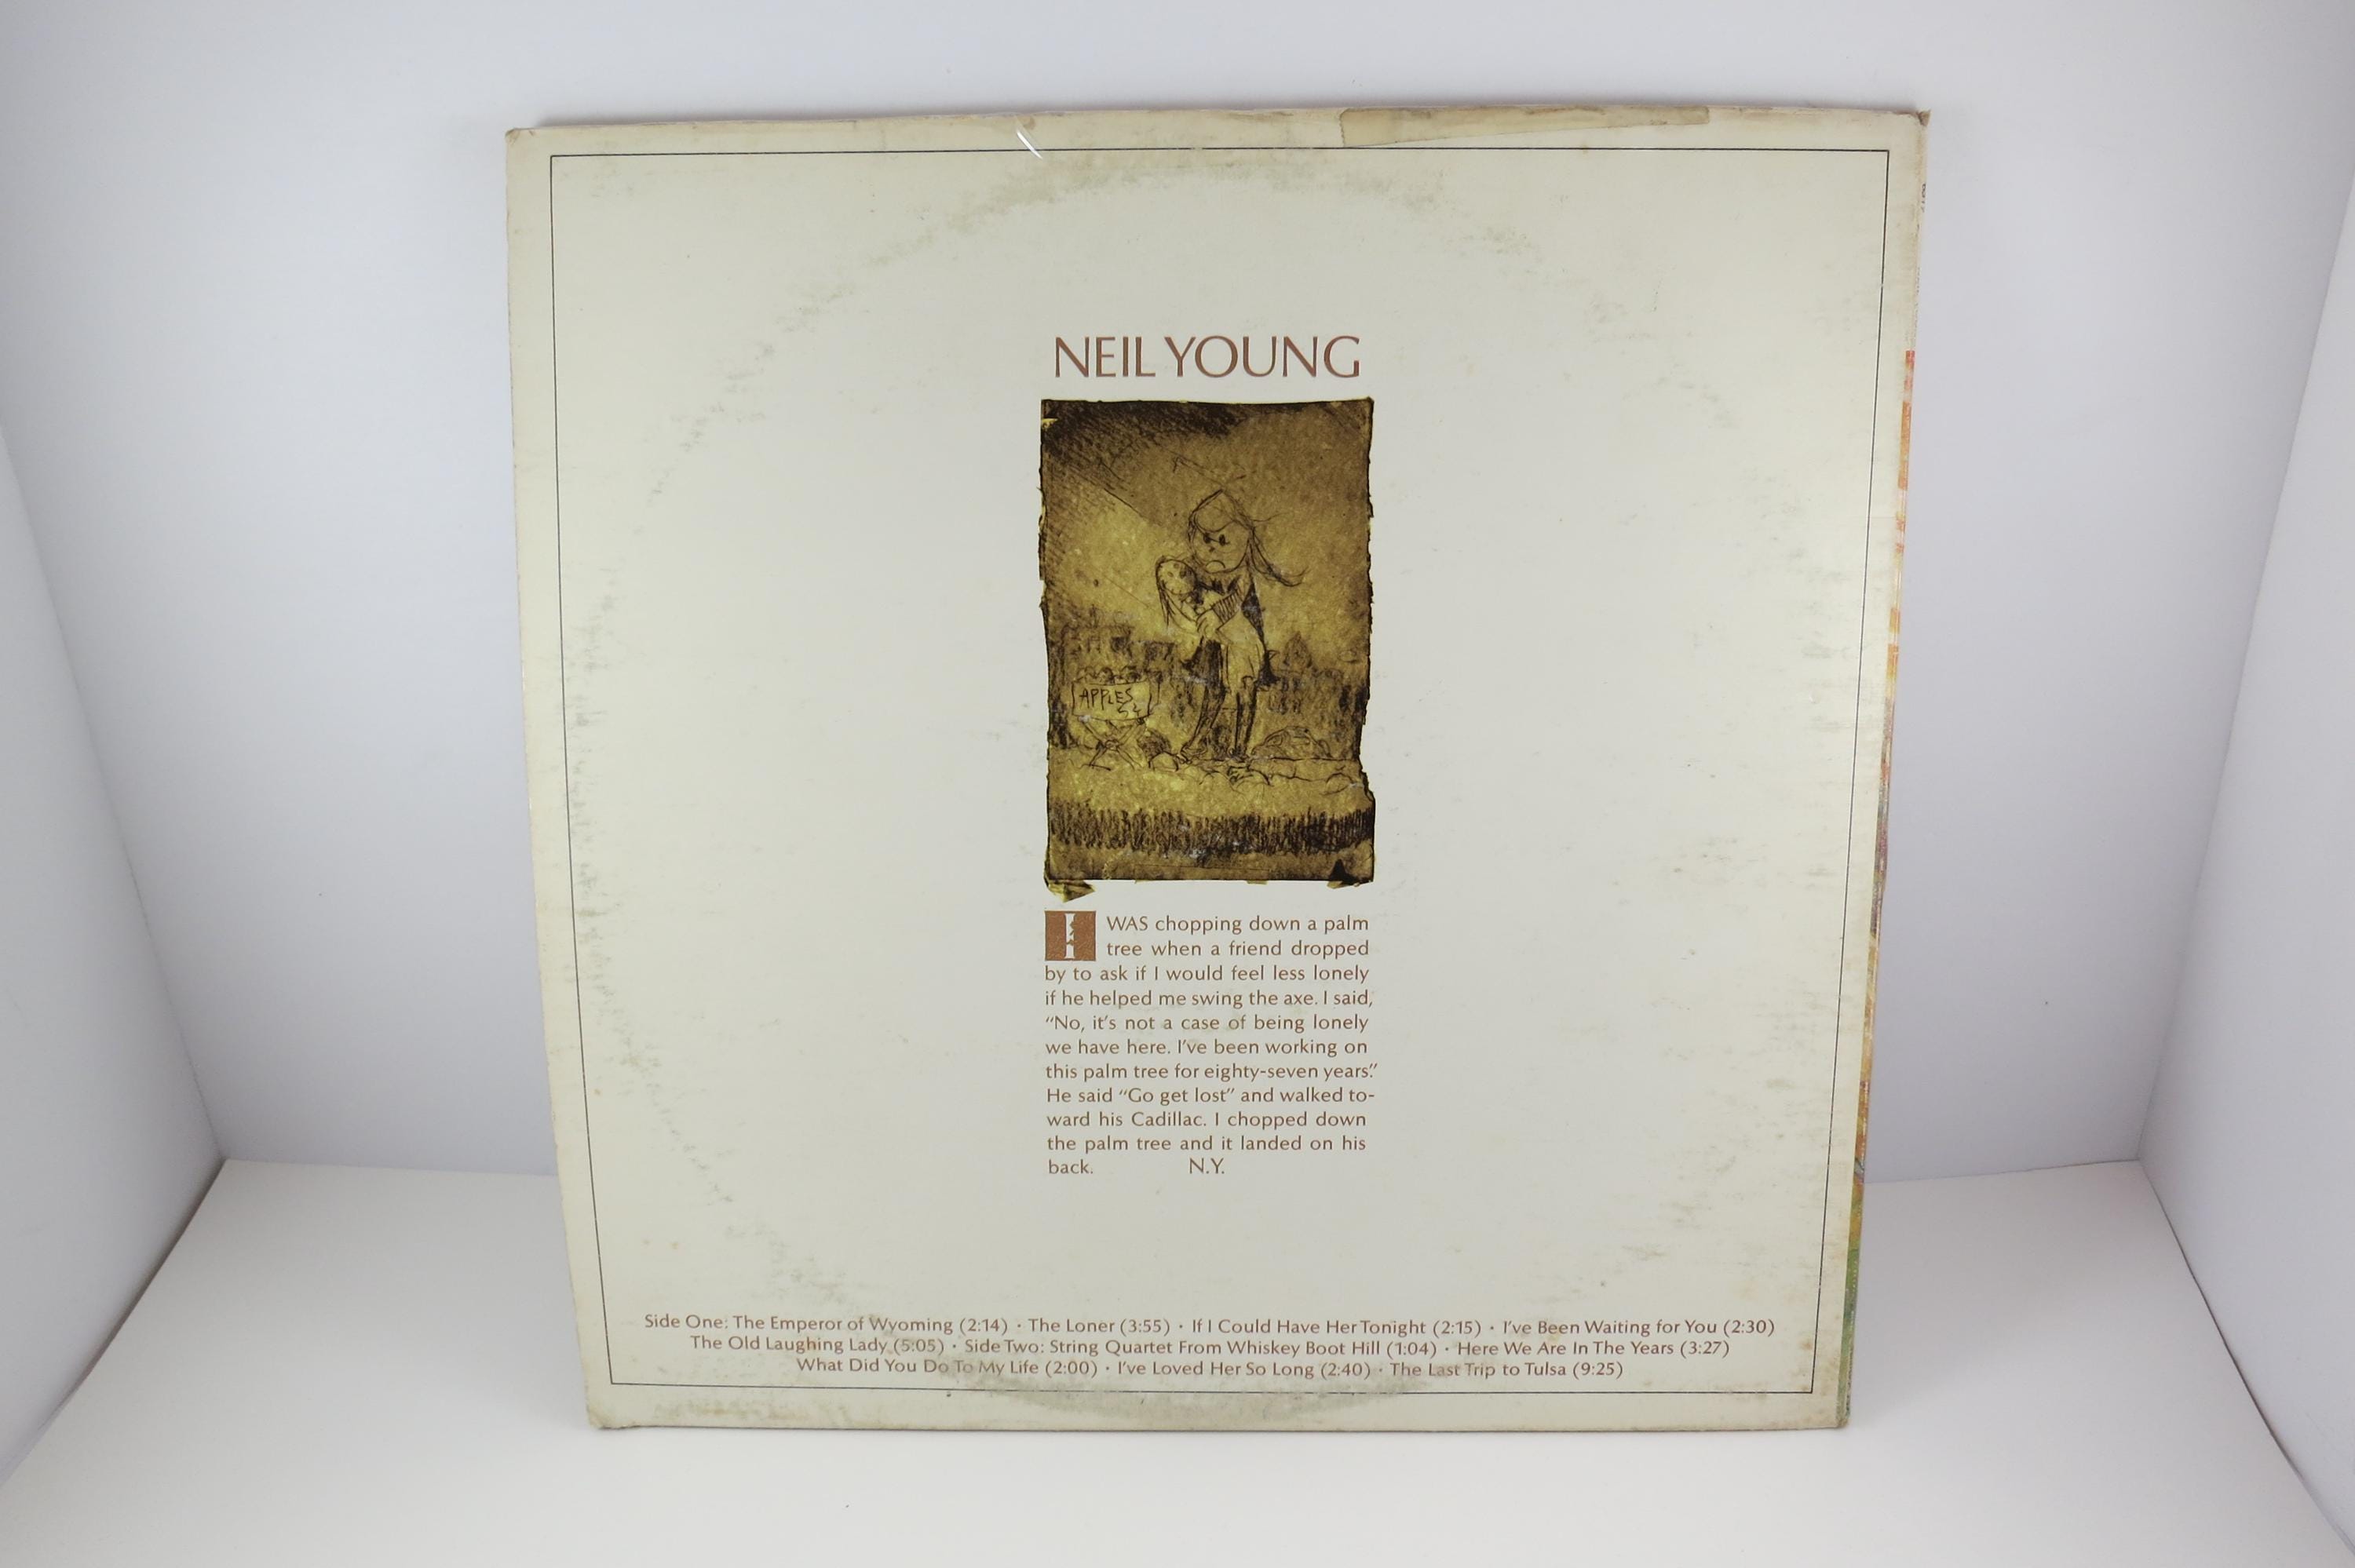 NEIL YOUNG
APPLES
I WAS chopping down a palm
tree when a friend dropped
by to ask if I would feel less lonely
if he helped me swing the axe. I said,
“No, it’s not a case of being lonely
we have here. I’ve been working on
this palm tree for eighty-seven years.”
He said “Go get lost” and walked to-
ward his Cadillac. I chopped down
the palm tree and it landed on his
back. N.Y.
Side One: The Emperor of Wyoming (2:14) · The Loner (3:55) · If I Could Have Her Tonight (2:15) · I’ve Been Waiting for You (2:30)
The Old Laughing Lady (5:05) · Side Two: String Quartet From Whiskey Boot Hill (1:04) · Here We Are In The Years (3:27)
What Did You Do To My Life (2:00) · I’ve Loved Her So Long (2:40) · The Last Trip to Tulsa (9:25)